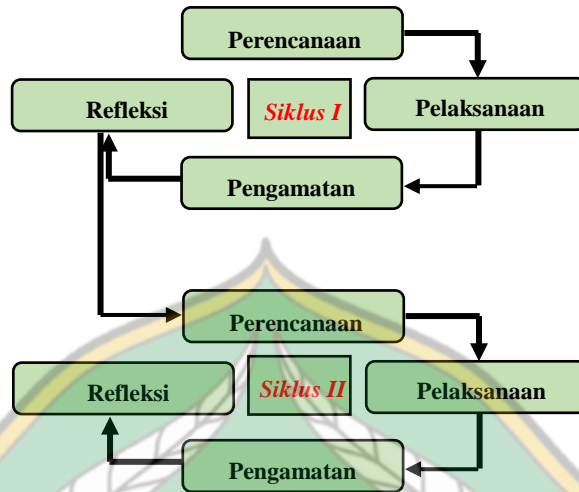 Perencanaan
Refleksi
Siklus I
Pelaksanaan
Pengamatan
Perencanaan
Refleksi
Siklus II
Pelaksanaan
Pengamatan